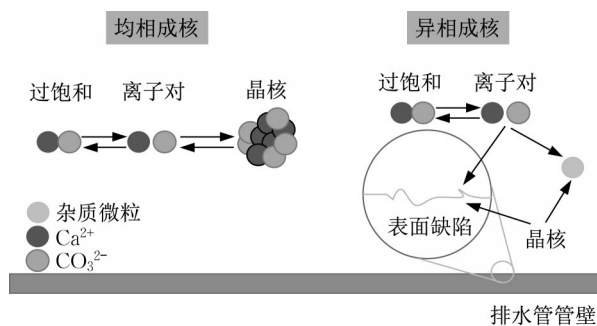 均相成核
异相成核
过饱和
离子对
晶核
过饱和
离子对
杂质微粒
Ca²⁺
CO₃²⁻
表面缺陷
晶核
排水管管壁